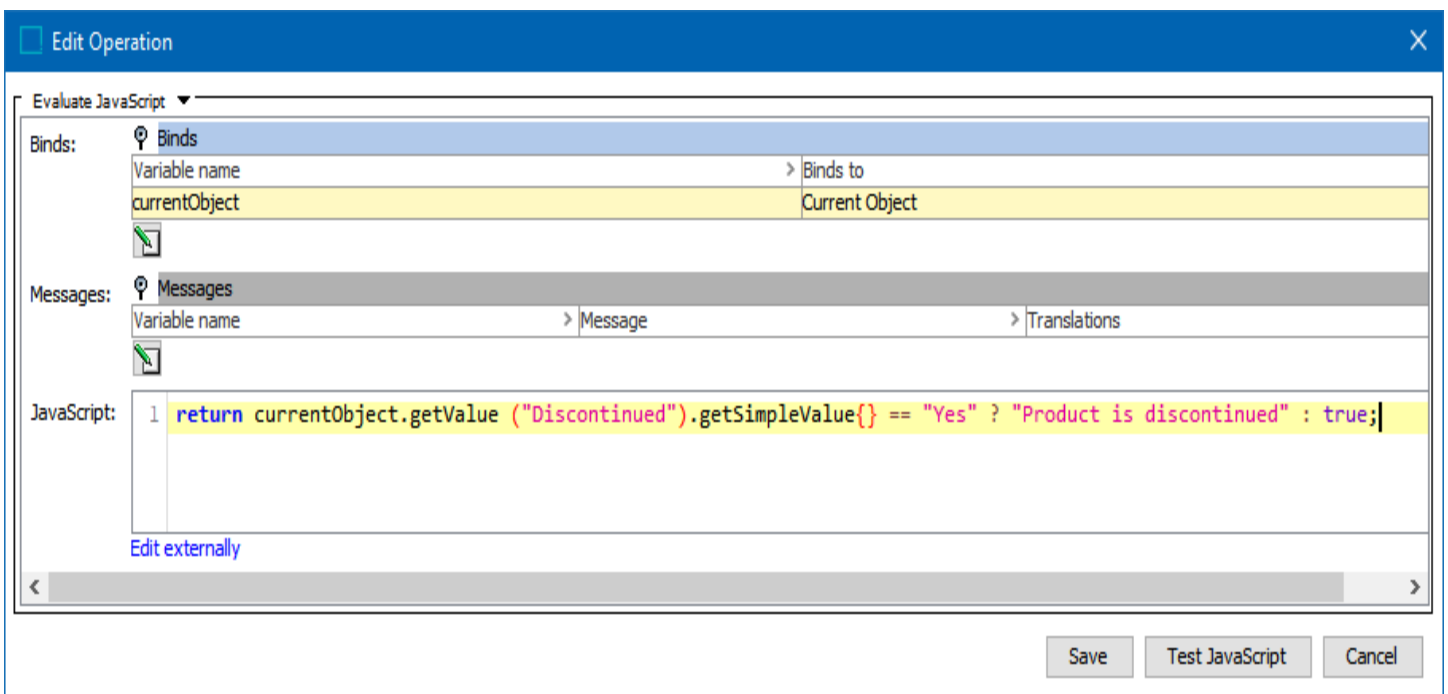 Edit Operation
Evaluate JavaScript
Binds:
Binds
Variable name > Binds to
currentObject Current Object
Messages:
Messages
Variable name > Message > Translations
JavaScript:
1 return currentObject.getValue ("Discontinued").getSimpleValue{} == "Yes" ? "Product is discontinued" : true;
Edit externally
Save Test JavaScript Cancel